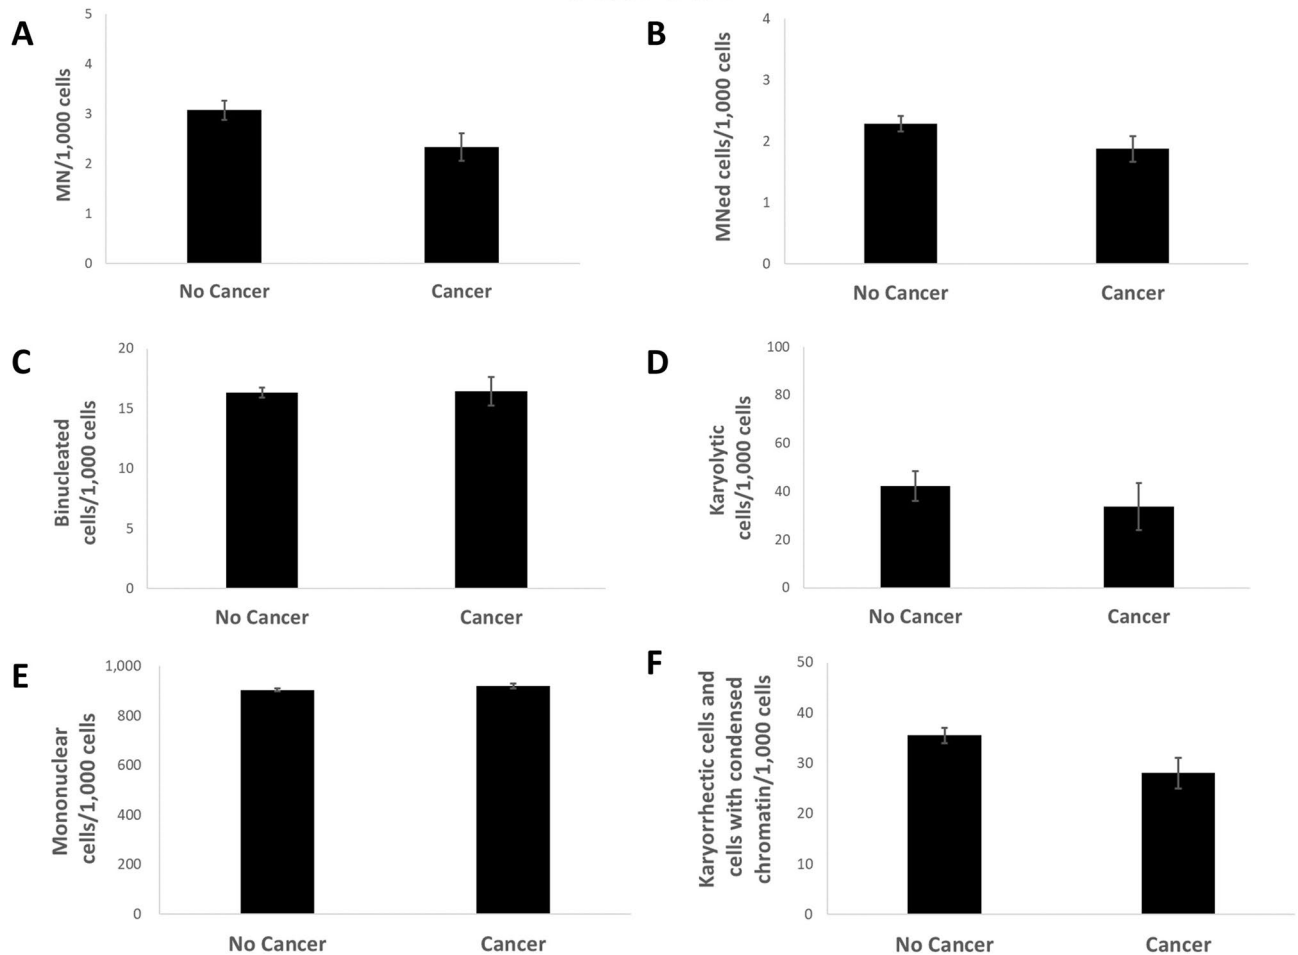 A
MN/1,000 cells
5
4
3
2
1
0
No Cancer
Cancer
B
MNed cells/1,000 cells
4
3
2
1
0
No Cancer
Cancer
C
Binucleated
cells/1,000 cells
20
15
10
5
0
No Cancer
Cancer
D
Karyolytic
cells/1,000 cells
100
80
60
40
20
0
No Cancer
Cancer
E
Mononuclear
cells/1,000 cells
1,000
800
600
400
200
0
No Cancer
Cancer
F
Karyorrhectic cells and
cells with condensed
chromatin/1,000 cells
50
40
30
20
10
0
No Cancer
Cancer